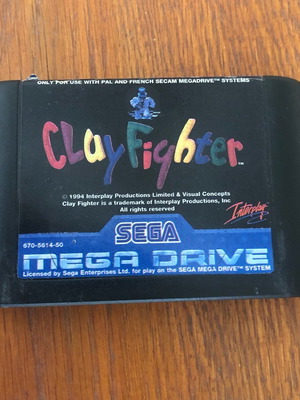 ONLY FOR USE WITH PAL AND FRENCH SECAM MEGADRIVE™ SYSTEMS
ClayFighter™
© 1994 Interplay Productions Limited & Visual Concepts
Clay Fighter is a trademark of Interplay Productions, Inc
All rights reserved
Interplay™
SEGA
670-5614-50
MEGA DRIVE
Licensed by Sega Enterprises Ltd. for play on the SEGA MEGA DRIVE™ SYSTEM